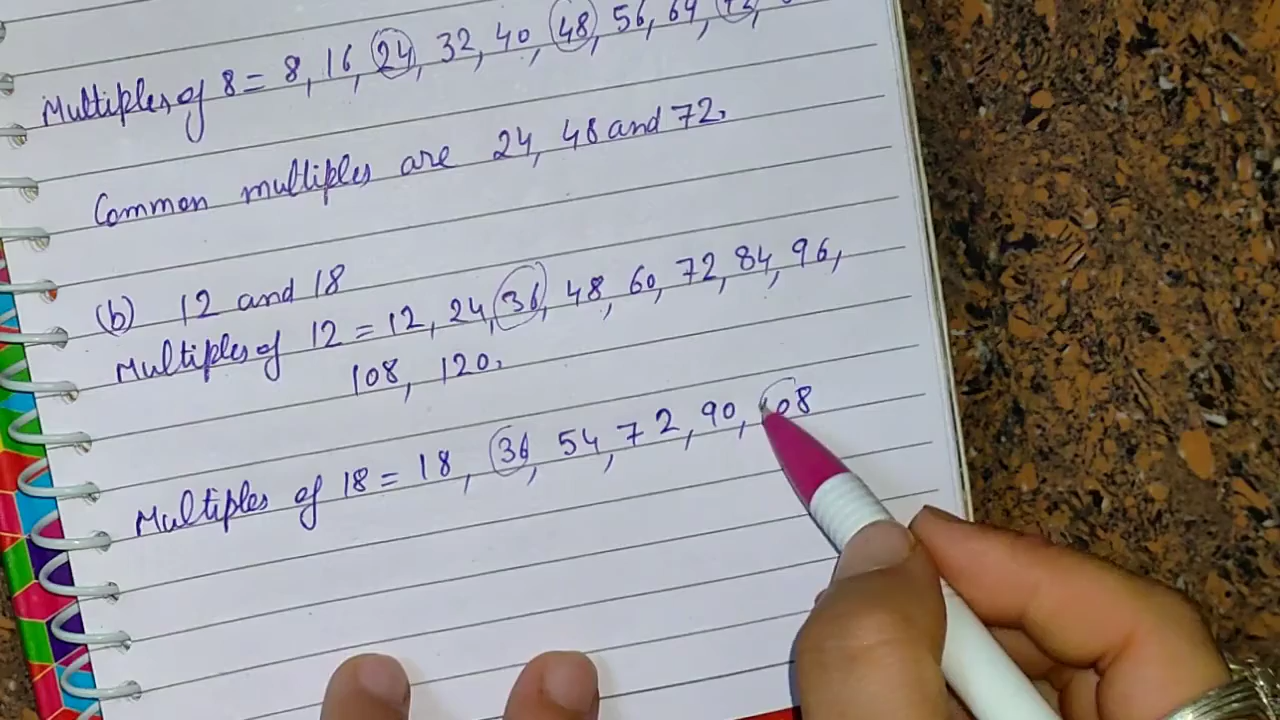 Multiples of 8 = 8, 16, 24, 32, 40, 48, 56, 64, 72,
Common multiples are 24, 48 and 72.
(b) 12 and 18
Multiples of 12 = 12, 24, 36, 48, 60, 72, 84, 96,
108, 120.
Multiples of 18 = 18, 36, 54, 72, 90, 108